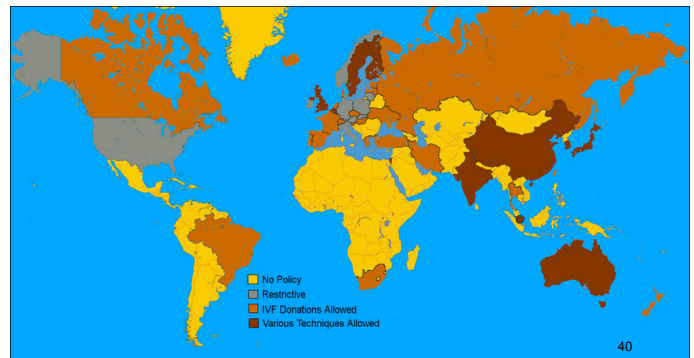 No Policy
Restrictive
IVF Donations Allowed
Various Techniques Allowed
40